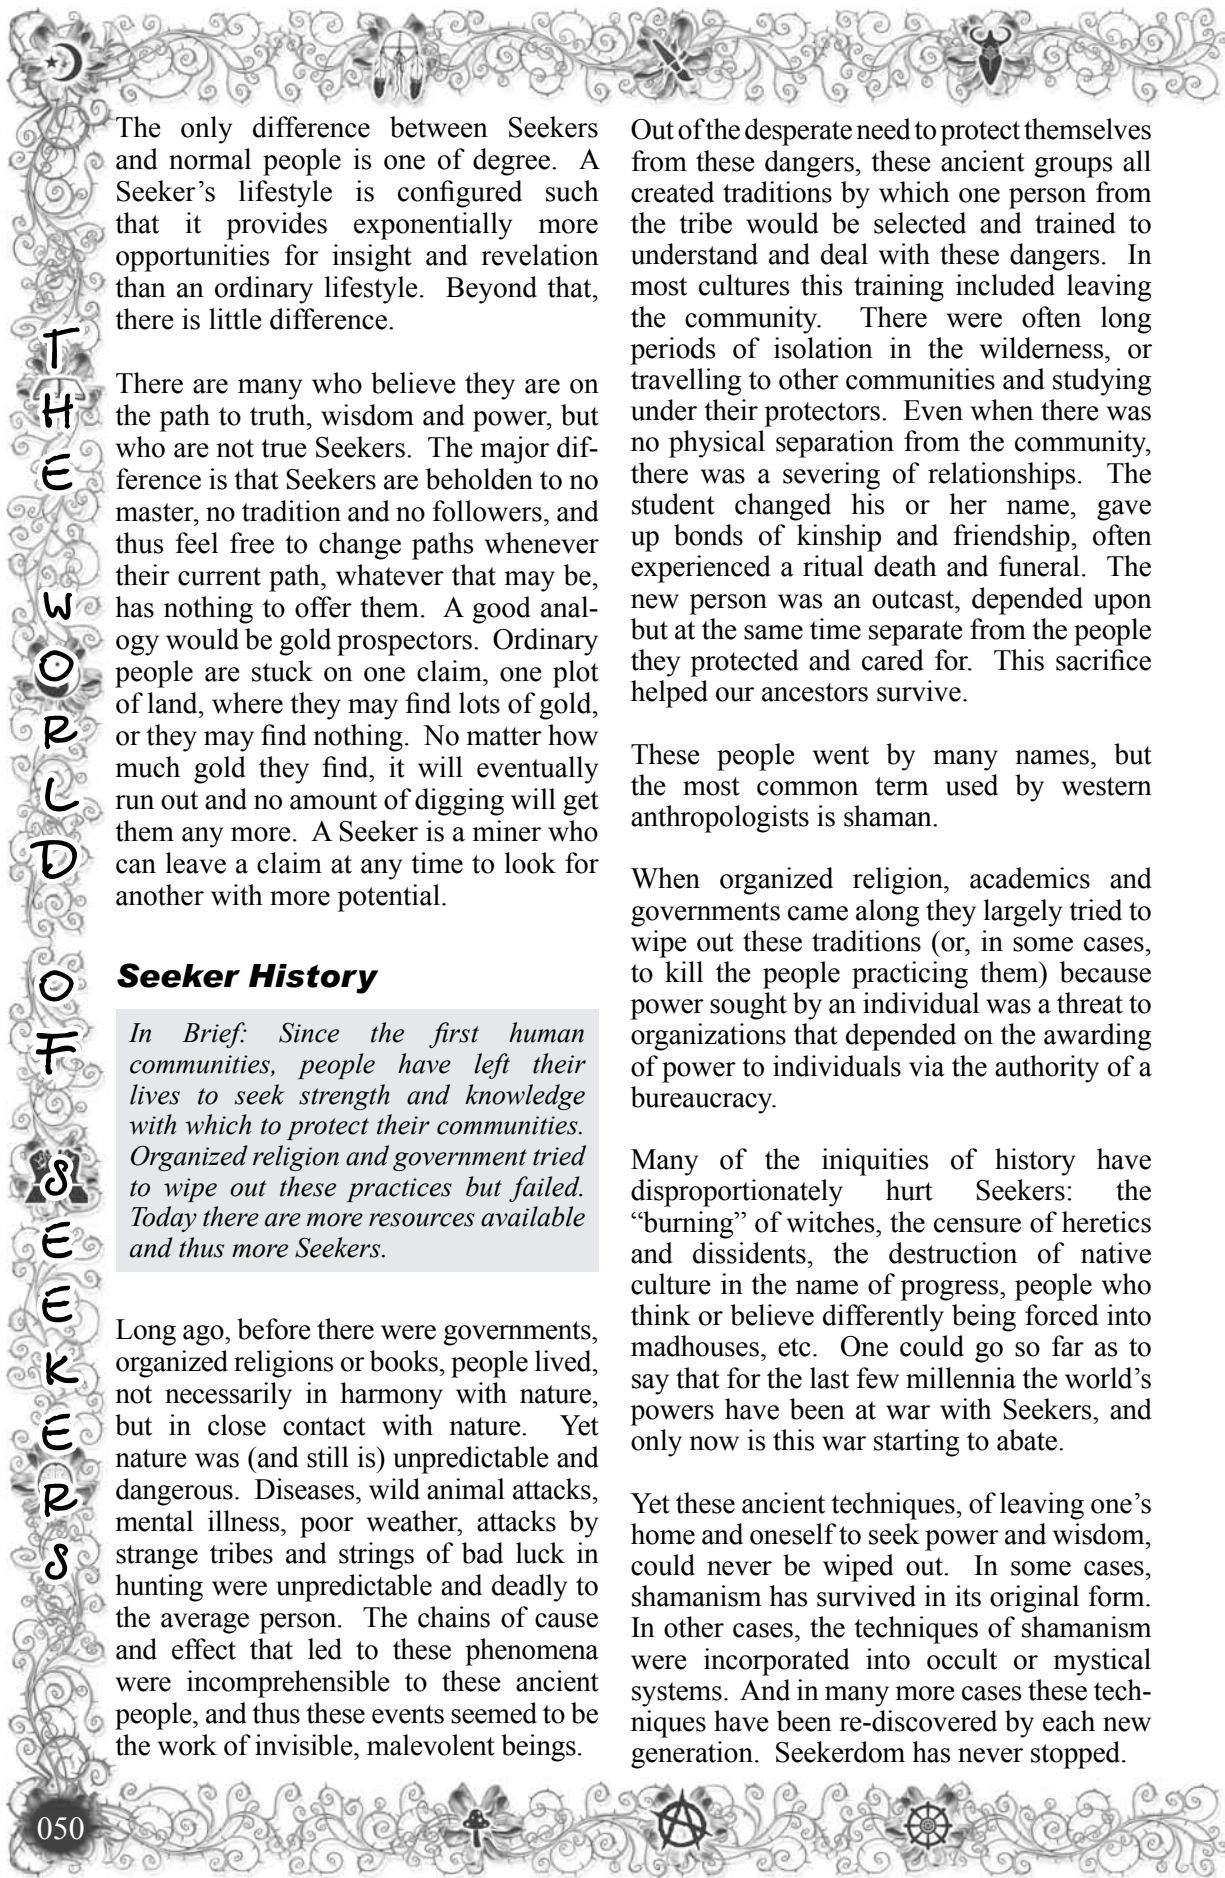 THE WORLD OF SEEKERS
The only difference between Seekers
and normal people is one of degree. A
Seeker’s lifestyle is configured such
that it provides exponentially more
opportunities for insight and revelation
than an ordinary lifestyle. Beyond that,
there is little difference.
There are many who believe they are on
the path to truth, wisdom and power, but
who are not true Seekers. The major dif-
ference is that Seekers are beholden to no
master, no tradition and no followers, and
thus feel free to change paths whenever
their current path, whatever that may be,
has nothing to offer them. A good anal-
ogy would be gold prospectors. Ordinary
people are stuck on one claim, one plot
of land, where they may find lots of gold,
or they may find nothing. No matter how
much gold they find, it will eventually
run out and no amount of digging will get
them any more. A Seeker is a miner who
can leave a claim at any time to look for
another with more potential.
Seeker History
In Brief: Since the first human
communities, people have left their
lives to seek strength and knowledge
with which to protect their communities.
Organized religion and government tried
to wipe out these practices but failed.
Today there are more resources available
and thus more Seekers.
Long ago, before there were governments,
organized religions or books, people lived,
not necessarily in harmony with nature,
but in close contact with nature. Yet
nature was (and still is) unpredictable and
dangerous. Diseases, wild animal attacks,
mental illness, poor weather, attacks by
strange tribes and strings of bad luck in
hunting were unpredictable and deadly to
the average person. The chains of cause
and effect that led to these phenomena
were incomprehensible to these ancient
people, and thus these events seemed to be
the work of invisible, malevolent beings.
Out of the desperate need to protect themselves
from these dangers, these ancient groups all
created traditions by which one person from
the tribe would be selected and trained to
understand and deal with these dangers. In
most cultures this training included leaving
the community. There were often long
periods of isolation in the wilderness, or
travelling to other communities and studying
under their protectors. Even when there was
no physical separation from the community,
there was a severing of relationships. The
student changed his or her name, gave
up bonds of kinship and friendship, often
experienced a ritual death and funeral. The
new person was an outcast, depended upon
but at the same time separate from the people
they protected and cared for. This sacrifice
helped our ancestors survive.
These people went by many names, but
the most common term used by western
anthropologists is shaman.
When organized religion, academics and
governments came along they largely tried to
wipe out these traditions (or, in some cases,
to kill the people practicing them) because
power sought by an individual was a threat to
organizations that depended on the awarding
of power to individuals via the authority of a
bureaucracy.
Many of the iniquities of history have
disproportionately hurt Seekers: the
“burning” of witches, the censure of heretics
and dissidents, the destruction of native
culture in the name of progress, people who
think or believe differently being forced into
madhouses, etc. One could go so far as to
say that for the last few millennia the world’s
powers have been at war with Seekers, and
only now is this war starting to abate.
Yet these ancient techniques, of leaving one’s
home and oneself to seek power and wisdom,
could never be wiped out. In some cases,
shamanism has survived in its original form.
In other cases, the techniques of shamanism
were incorporated into occult or mystical
systems. And in many more cases these tech-
niques have been re-discovered by each new
generation. Seekerdom has never stopped.
050